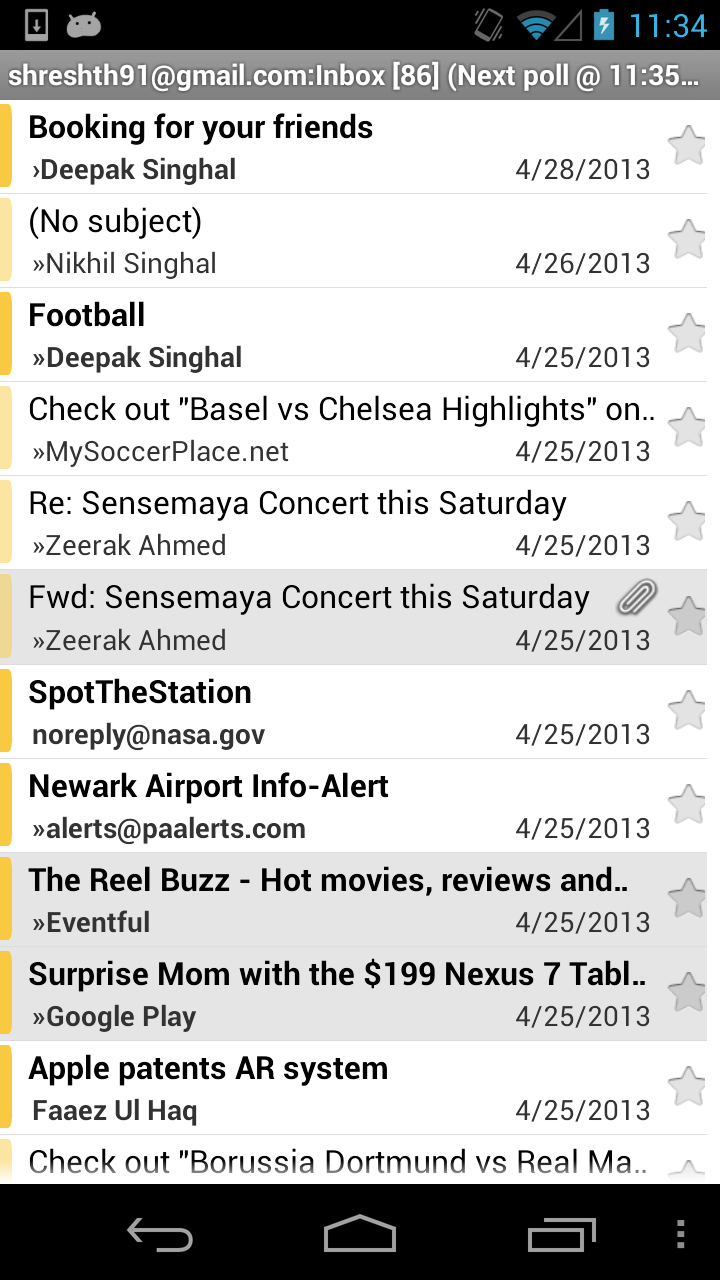 11:34
shreshth91@gmail.com:Inbox [86] (Next poll @ 11:35...
Booking for your friends
›Deepak Singhal 4/28/2013
(No subject)
»Nikhil Singhal 4/26/2013
Football
»Deepak Singhal 4/25/2013
Check out "Basel vs Chelsea Highlights" on..
»MySoccerPlace.net 4/25/2013
Re: Sensemaya Concert this Saturday
»Zeerak Ahmed 4/25/2013
Fwd: Sensemaya Concert this Saturday
»Zeerak Ahmed 4/25/2013
SpotTheStation
noreply@nasa.gov 4/25/2013
Newark Airport Info-Alert
»alerts@paalerts.com 4/25/2013
The Reel Buzz - Hot movies, reviews and..
»Eventful 4/25/2013
Surprise Mom with the $199 Nexus 7 Tabl..
»Google Play 4/25/2013
Apple patents AR system
Faaez Ul Haq 4/25/2013
Check out "Borussia Dortmund vs Real Ma..